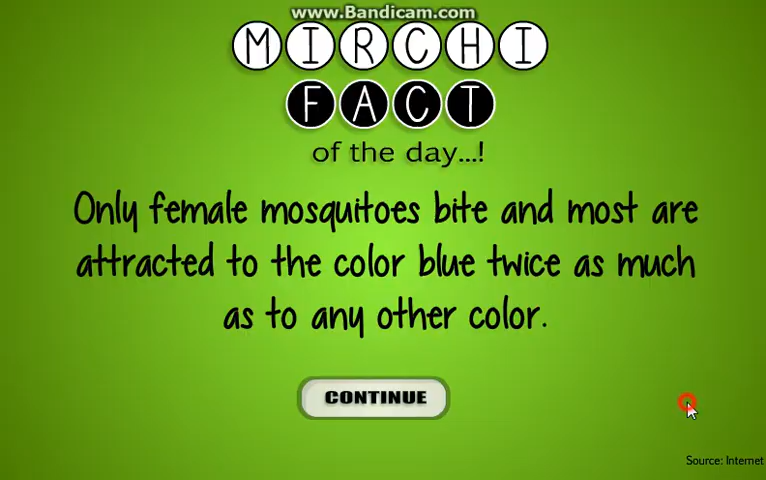 www.Bandicam.com
MIRCHI
FACT
of the day...!
Only female mosquitoes bite and most are
attracted to the color blue twice as much
as to any other color.
CONTINUE
Source: Internet